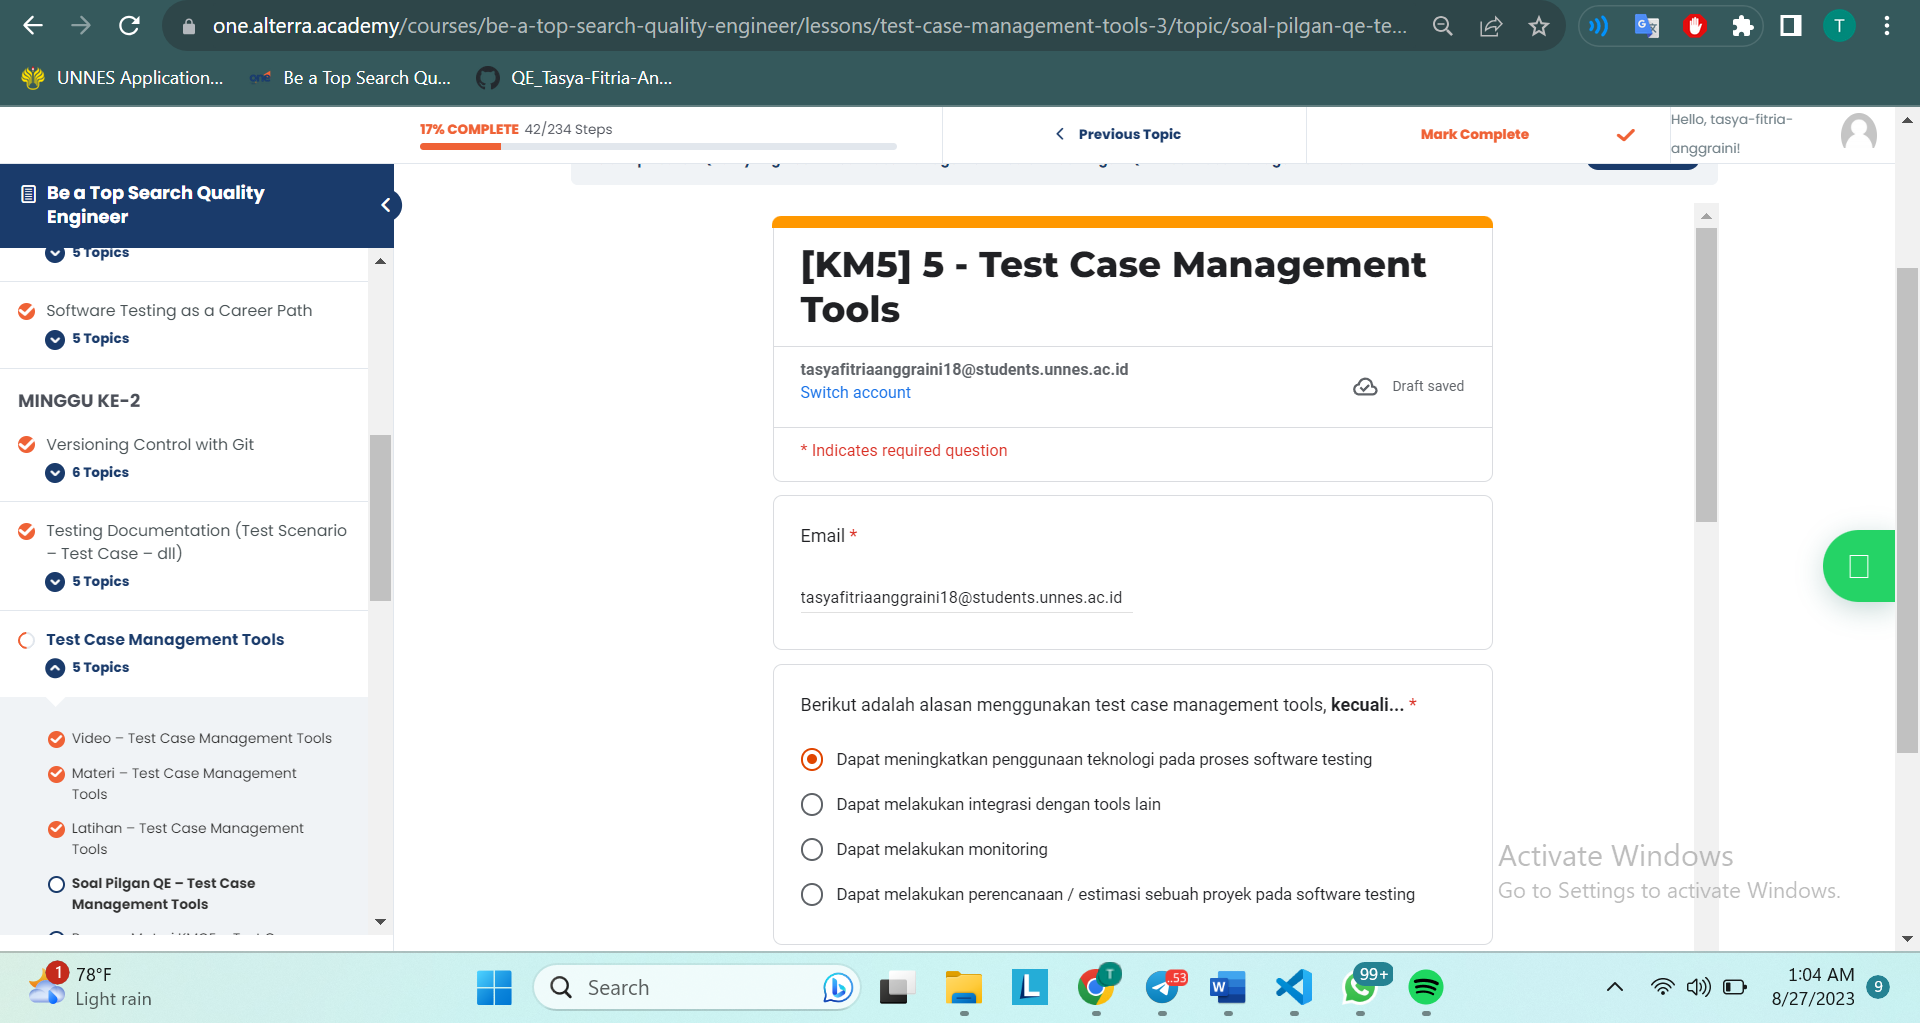 one.alterra.academy/courses/be-a-top-search-quality-engineer/lessons/test-case-management-tools-3/topic/soal-pilgan-qe-te...
T
UNNES Application...
one
Be a Top Search Qu...
QE_Tasya-Fitria-An...
17% COMPLETE 42/234 Steps
Previous Topic
Mark Complete
Hello, tasya-fitria-
anggraini!
Be a Top Search Quality
Engineer
5 Topics
Software Testing as a Career Path
5 Topics
MINGGU KE-2
Versioning Control with Git
6 Topics
Testing Documentation (Test Scenario
– Test Case – dll)
5 Topics
Test Case Management Tools
5 Topics
Video – Test Case Management Tools
Materi – Test Case Management
Tools
Latihan – Test Case Management
Tools
Soal Pilgan QE – Test Case
Management Tools
[KM5] 5 - Test Case Management
Tools
tasyafitriaanggraini18@students.unnes.ac.id
Switch account
Draft saved
* Indicates required question
Email *
tasyafitriaanggraini18@students.unnes.ac.id
Berikut adalah alasan menggunakan test case management tools, kecuali... *
Dapat meningkatkan penggunaan teknologi pada proses software testing
Dapat melakukan integrasi dengan tools lain
Dapat melakukan monitoring
Dapat melakukan perencanaan / estimasi sebuah proyek pada software testing
Activate Windows
Go to Settings to activate Windows.
1
78°F
Light rain
Search
L
T
53
W
99+
1:04 AM
8/27/2023
9